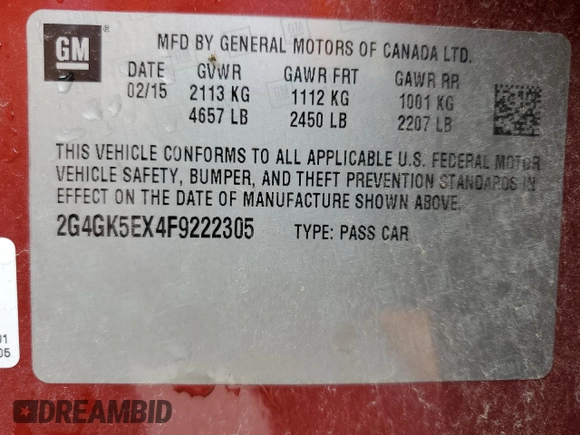 GM
MFD BY GENERAL MOTORS OF CANADA LTD.
DATE GVWR GAWR FRT GAWR RR
02/15 2113 KG 1112 KG 1001 KG
4657 LB 2450 LB 2207 LB
THIS VEHICLE CONFORMS TO ALL APPLICABLE U.S. FEDERAL MOTOR
VEHICLE SAFETY, BUMPER, AND THEFT PREVENTION STANDARDS IN
EFFECT ON THE DATE OF MANUFACTURE SHOWN ABOVE.
2G4GK5EX4F9222305 TYPE: PASS CAR
DREAMBID